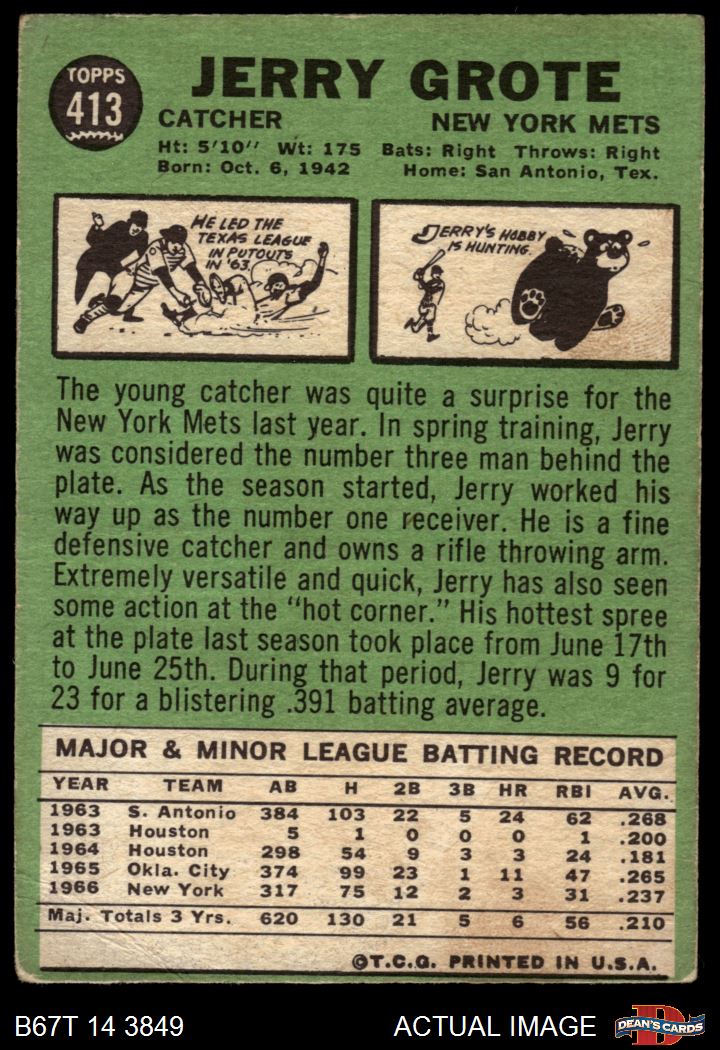 TOPPS
413
JERRY GROTE
CATCHER NEW YORK METS
Ht: 5'10" Wt: 175 Bats: Right Throws: Right
Born: Oct. 6, 1942 Home: San Antonio, Tex.
HE LED THE
TEXAS LEAGUE
IN PUTOUTS
IN '63.
JERRY'S HOBBY
IS HUNTING.
The young catcher was quite a surprise for the
New York Mets last year. In spring training, Jerry
was considered the number three man behind the
plate. As the season started, Jerry worked his
way up as the number one receiver. He is a fine
defensive catcher and owns a rifle throwing arm.
Extremely versatile and quick, Jerry has also seen
some action at the "hot corner." His hottest spree
at the plate last season took place from June 17th
to June 25th. During that period, Jerry was 9 for
23 for a blistering .391 batting average.
MAJOR & MINOR LEAGUE BATTING RECORD
YEAR TEAM AB H 2B 3B HR RBI AVG.
1963 S. Antonio 384 103 22 5 24 62 .268
1963 Houston 5 1 0 0 0 1 .200
1964 Houston 298 54 9 3 3 24 .181
1965 Okla. City 374 99 23 1 11 47 .265
1966 New York 317 75 12 2 3 31 .237
Maj. Totals 3 Yrs. 620 130 21 5 6 56 .210
©T.C.G. PRINTED IN U.S.A.
B67T 14 3849 ACTUAL IMAGE DEAN'S CARDS